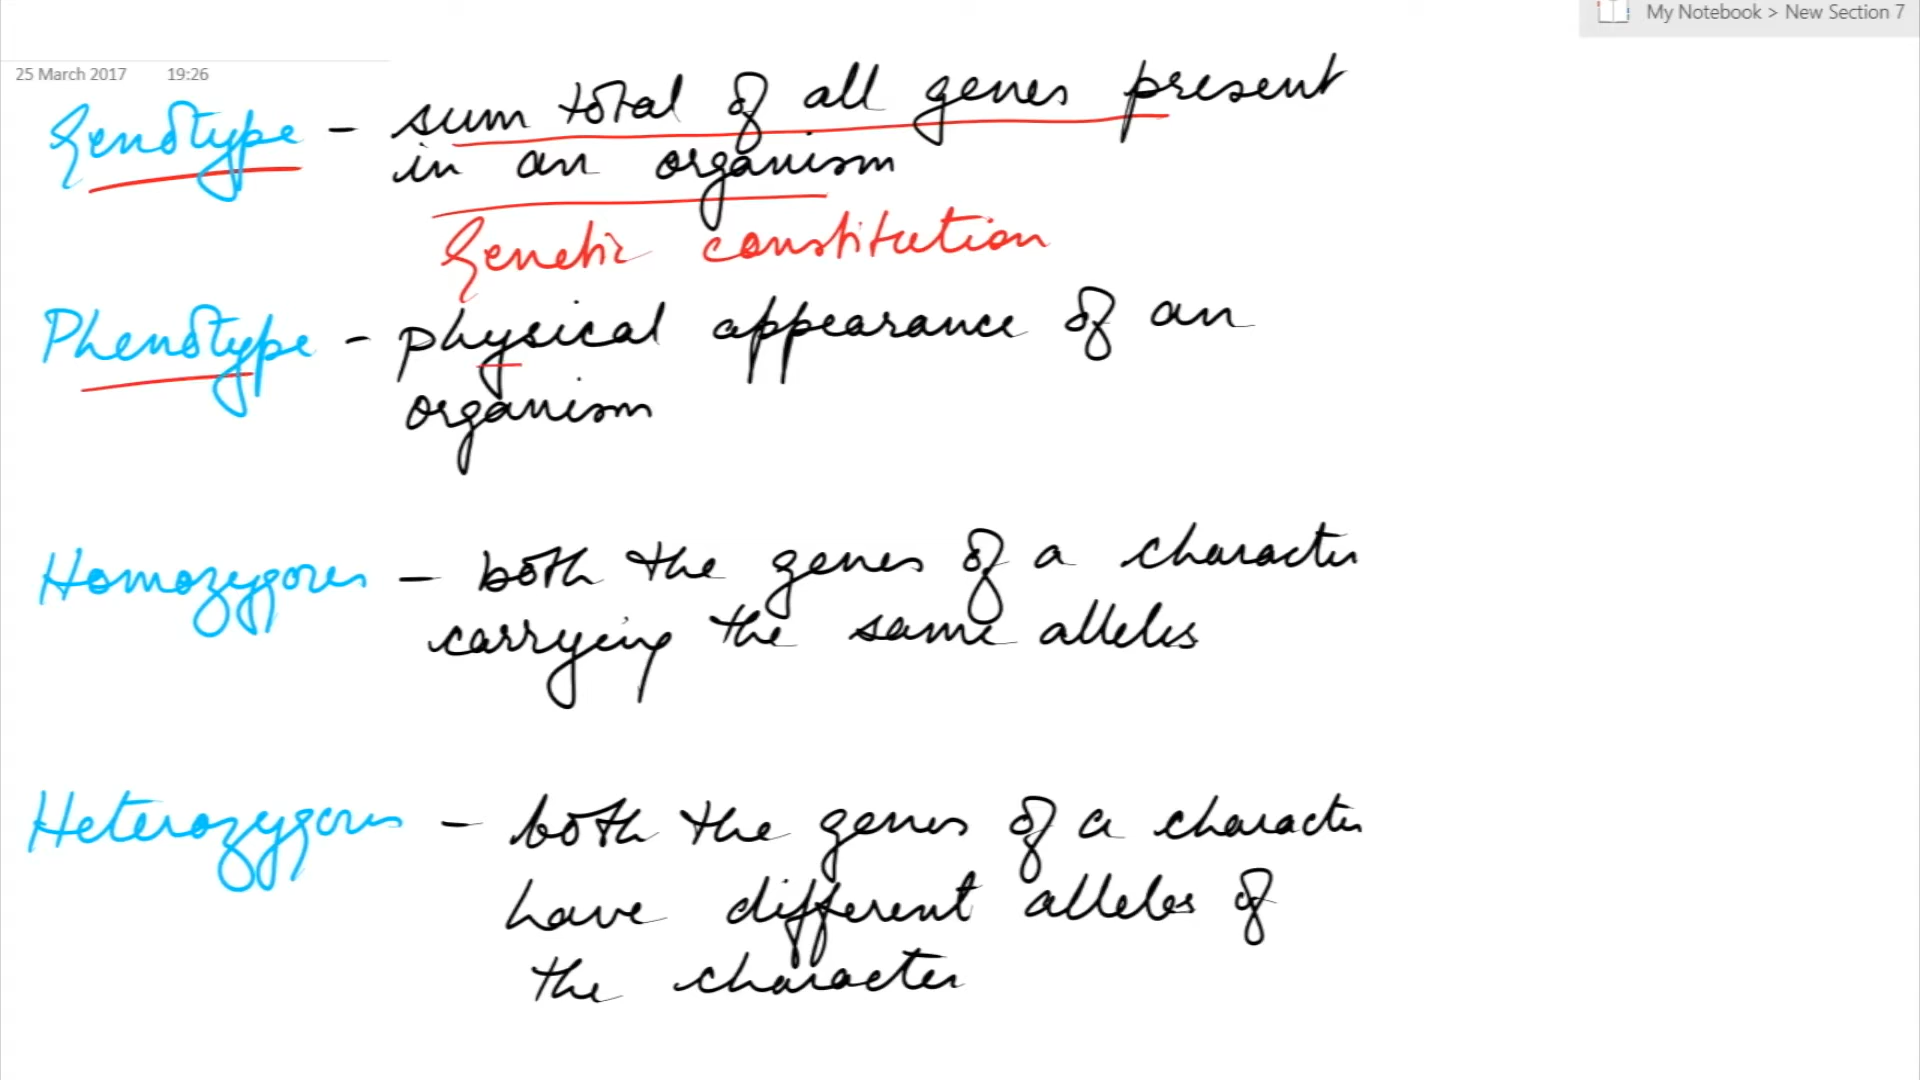 My Notebook > New Section 7
25 March 2017 19:26
Genotype - sum total of all genes present
in an organism
Genetic constitution
Phenotype - physical appearance of an
organism
Homozygous - both the genes of a character
carrying the same alleles
Heterozygous - both the genes of a character
have different alleles of
the character